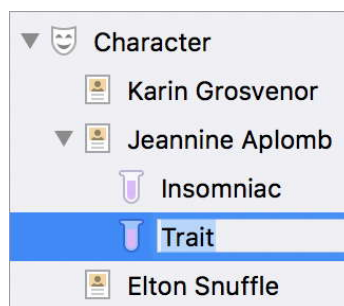 Character
Karin Grosvenor
Jeannine Aplomb
Insomniac
Trait
Elton Snuffle